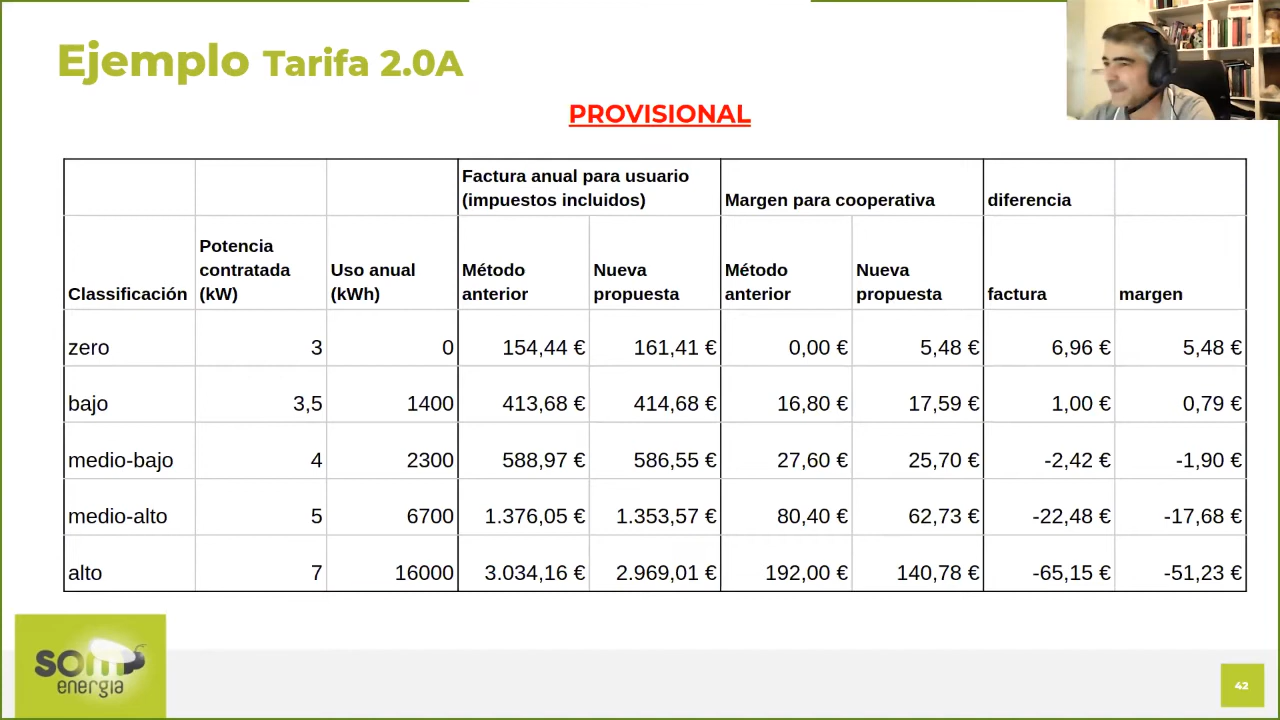 Ejemplo Tarifa 2.0A
PROVISIONAL
Factura anual para usuario (impuestos incluidos) Margen para cooperativa diferencia
Classificación Potencia contratada (kW) Uso anual (kWh) Método anterior Nueva propuesta Método anterior Nueva propuesta factura margen
zero 3 0 154,44 € 161,41 € 0,00 € 5,48 € 6,96 € 5,48 €
bajo 3,5 1400 413,68 € 414,68 € 16,80 € 17,59 € 1,00 € 0,79 €
medio-bajo 4 2300 588,97 € 586,55 € 27,60 € 25,70 € -2,42 € -1,90 €
medio-alto 5 6700 1.376,05 € 1.353,57 € 80,40 € 62,73 € -22,48 € -17,68 €
alto 7 16000 3.034,16 € 2.969,01 € 192,00 € 140,78 € -65,15 € -51,23 €
som
energia
42